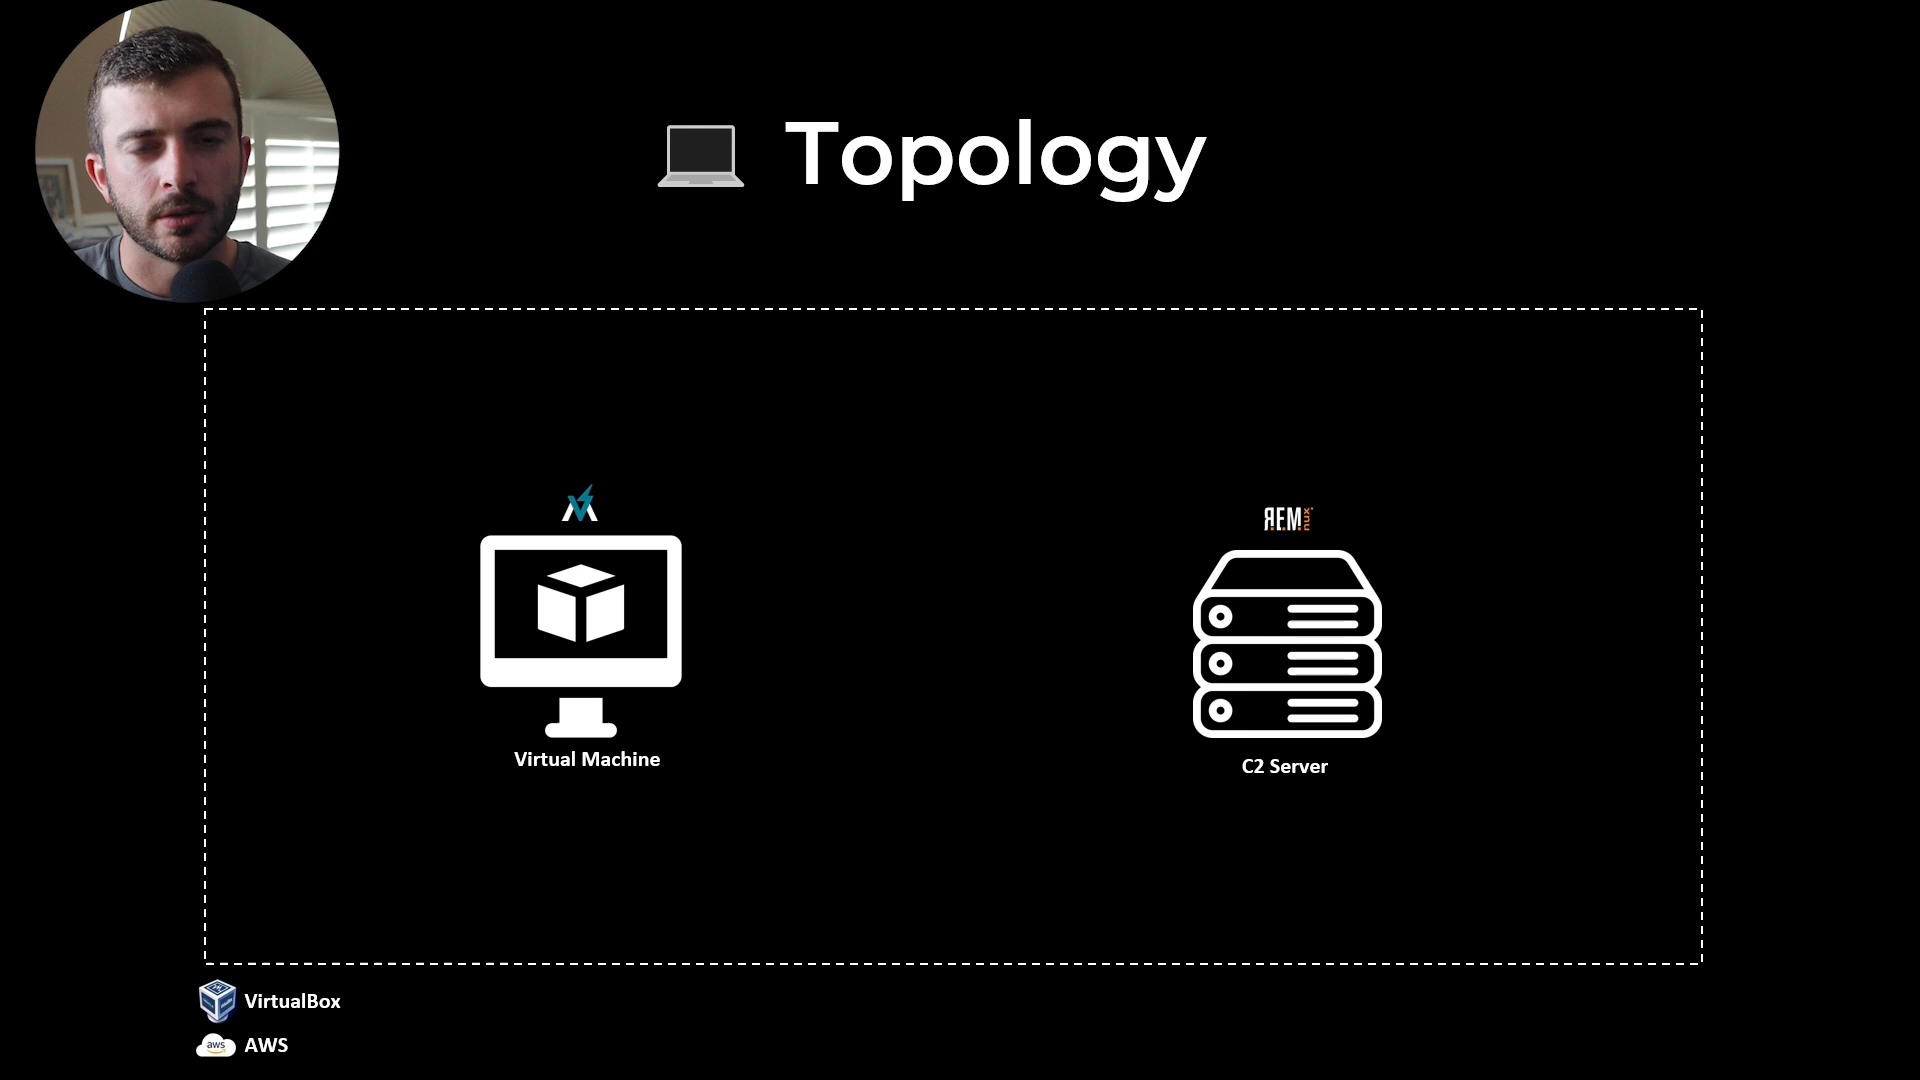 Topology
REMnux
Virtual Machine
C2 Server
VirtualBox
aws
AWS